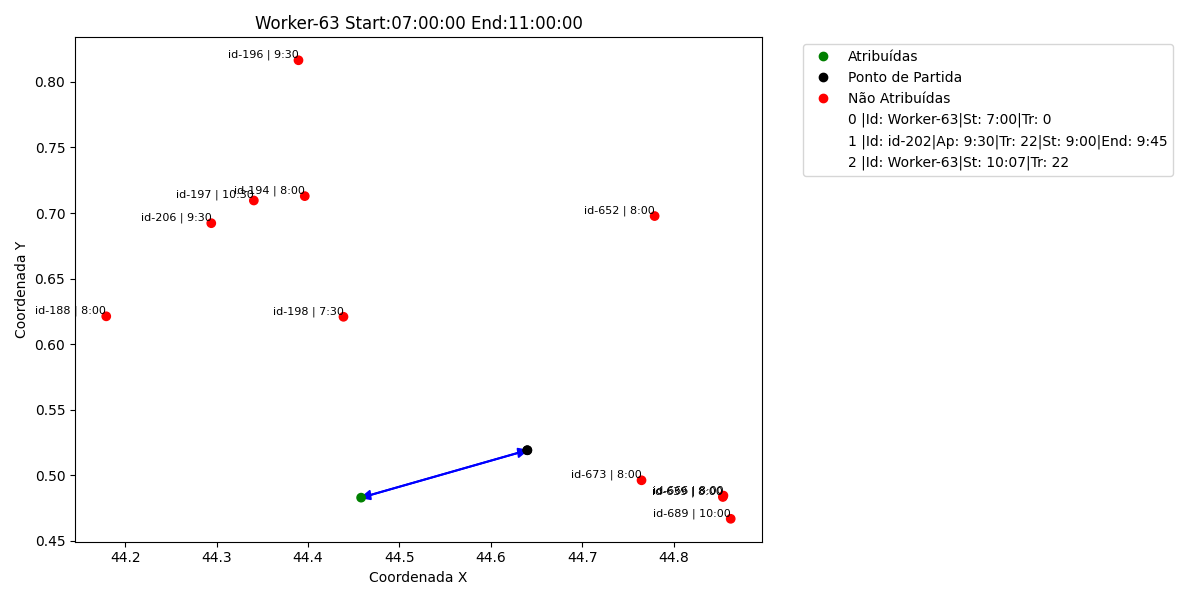 Worker-63 Start:07:00:00 End:11:00:00
Coordenada Y
0.80
0.75
0.70
0.65
0.60
0.55
0.50
0.45
id-196 | 9:30
id-197 | 10:30
id-194 | 8:00
id-206 | 9:30
id-652 | 8:00
id-188 | 8:00
id-198 | 7:30
id-673 | 8:00
id-689 | 10:00
44.2
44.3
44.4
44.5
44.6
44.7
44.8
Coordenada X
Atribuídas
Ponto de Partida
Não Atribuídas
0 |Id: Worker-63|St: 7:00|Tr: 0
1 |Id: id-202|Ap: 9:30|Tr: 22|St: 9:00|End: 9:45
2 |Id: Worker-63|St: 10:07|Tr: 22